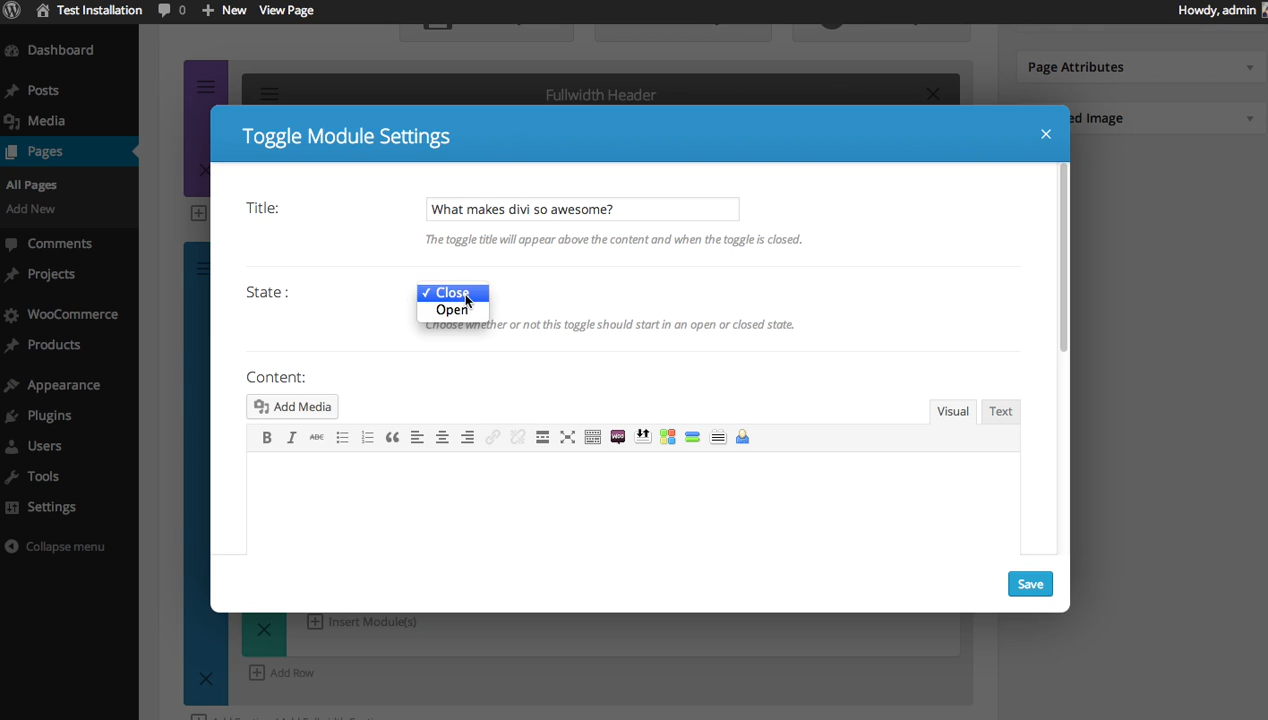 Test Installation 0 New View Page Howdy, admin
Dashboard
Posts
Media
Pages
All Pages
Add New
Comments
Projects
WooCommerce
Products
Appearance
Plugins
Users
Tools
Settings
Collapse menu
Fullwidth Header
Page Attributes
ed Image
Toggle Module Settings
Title:
What makes divi so awesome?
The toggle title will appear above the content and when the toggle is closed.
State :
✓ Close
Open
Choose whether or not this toggle should start in an open or closed state.
Content:
Add Media
Visual Text
B I ABC
Save
Insert Module(s)
Add Row